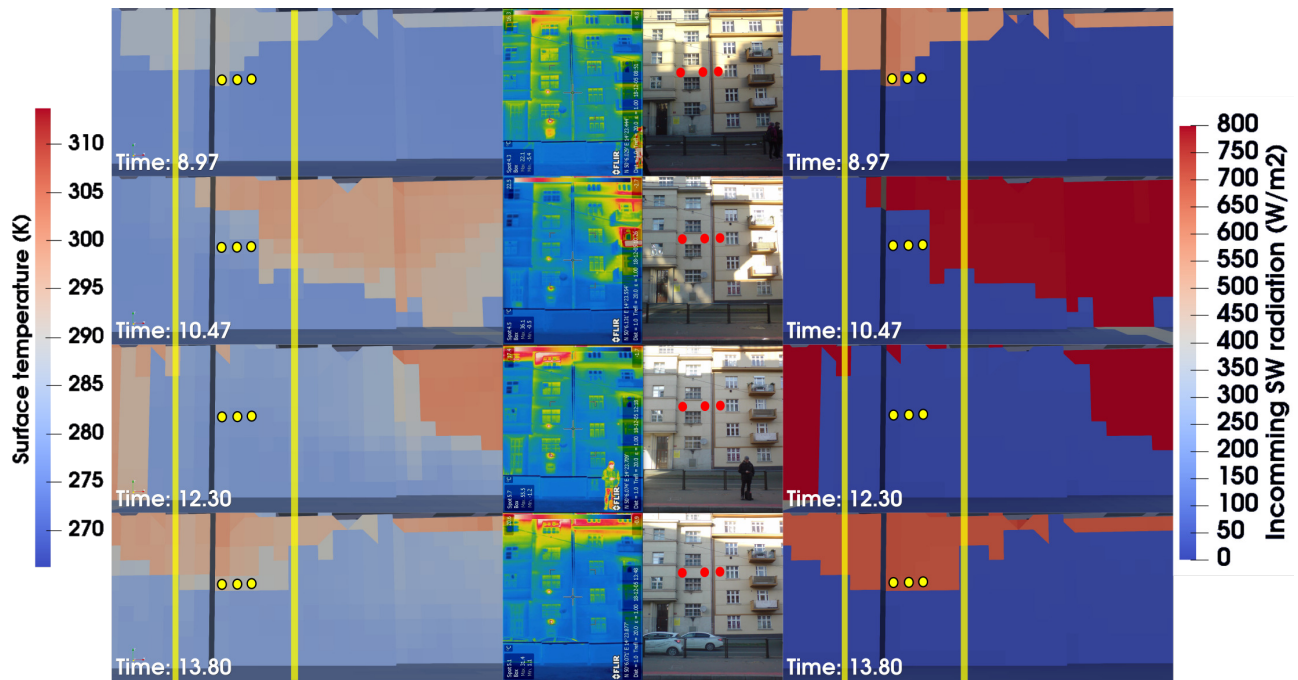 Surface temperature (K)
310
305
300
295
290
285
280
275
270
Time: 8.97
Time: 10.47
Time: 12.30
Time: 13.80
FLIR
FLIR
FLIR
FLIR
Time: 8.97
Time: 10.47
Time: 12.30
Time: 13.80
800
750
700
650
600
550
500
450
400
350
300
250
200
150
100
50
0
Incomming SW radiation (W/m2)